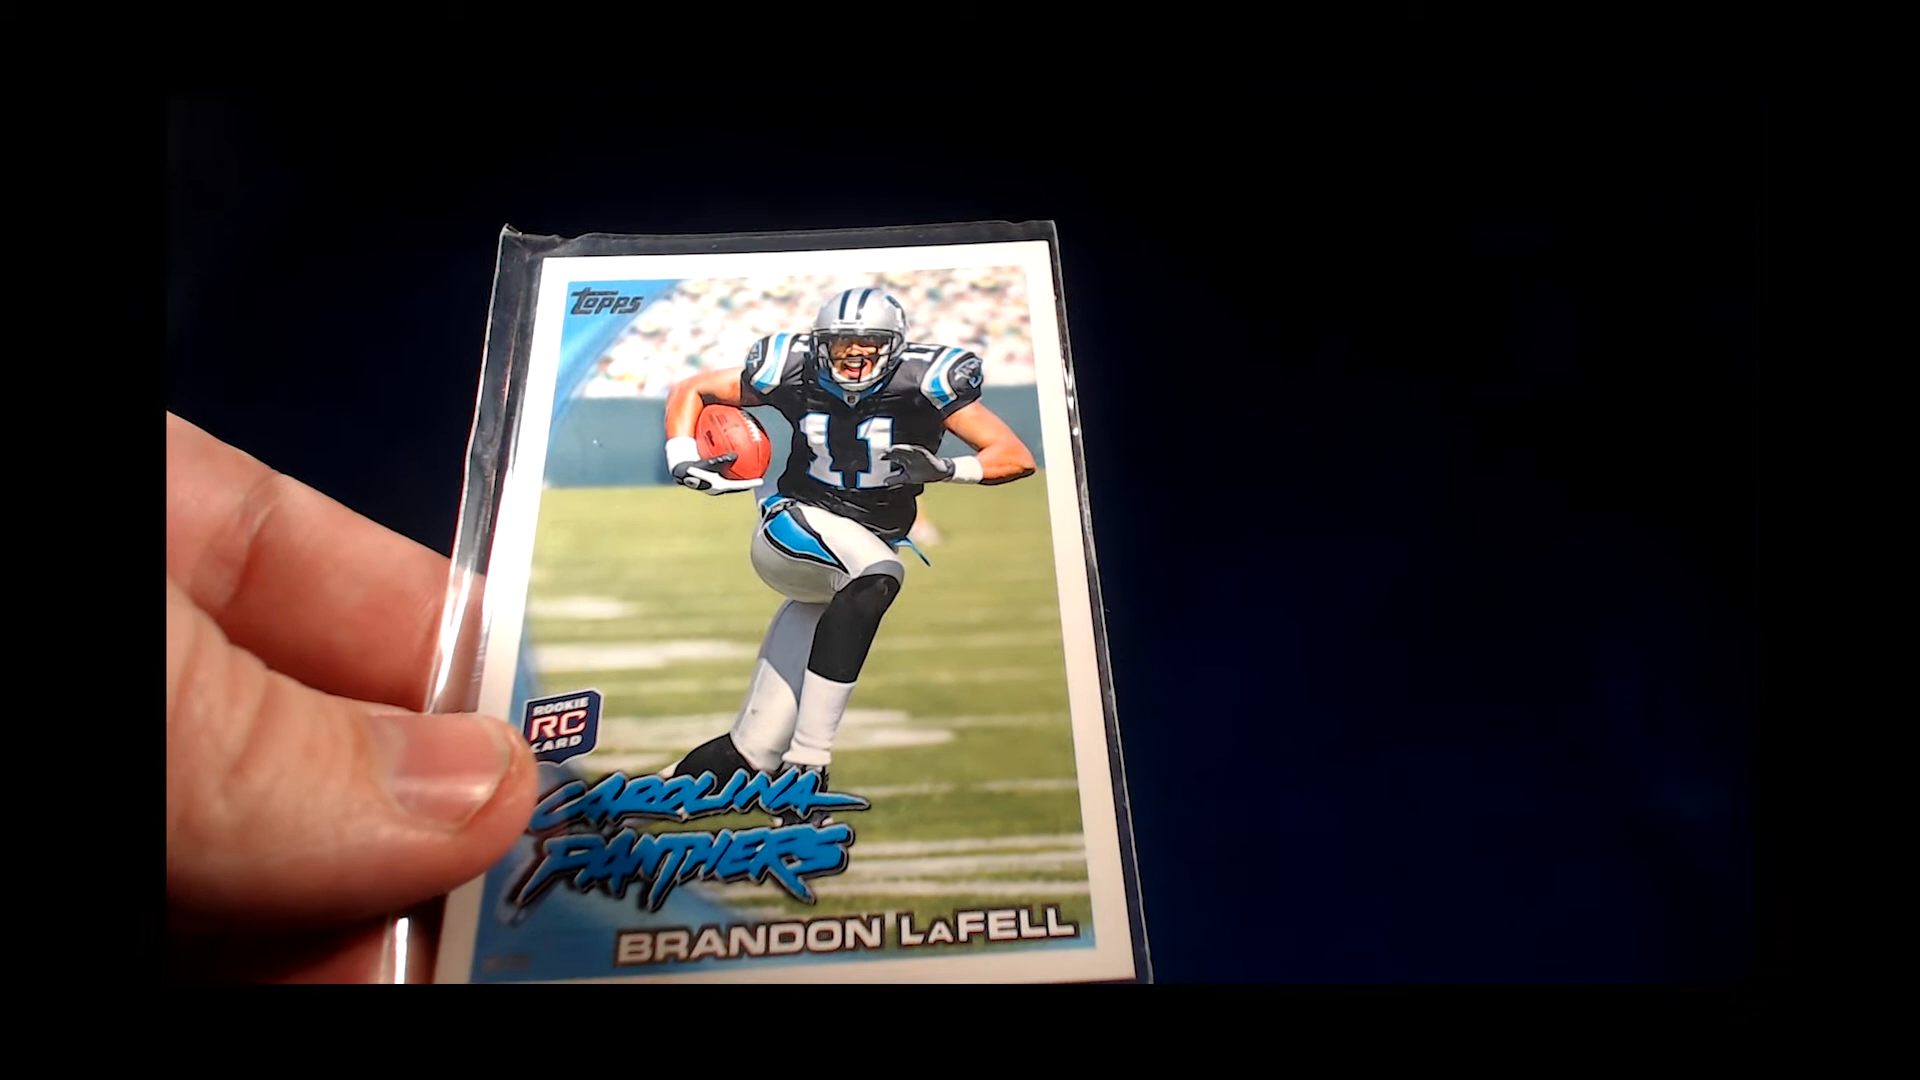 Topps
11
ROOKIE
RC
CARD
CAROLINA
PANTHERS
BRANDON LAFELL